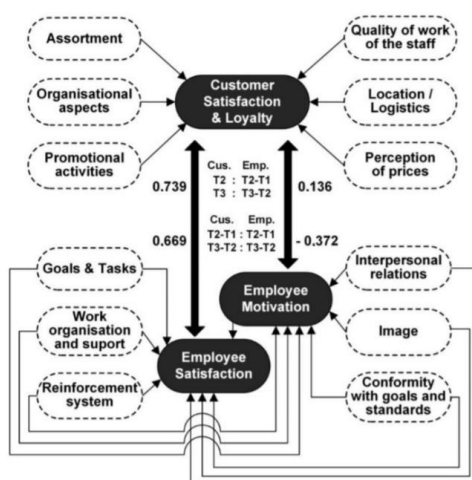 Assortment
Quality of work
of the staff
Customer
Satisfaction
& Loyalty
Organisational
aspects
Location /
Logistics
Promotional
activities
Perception
of prices
Cus. Emp.
T2 : T2-T1
T3 : T3-T2
0.739
0.136
Cus. Emp.
T2-T1 : T2-T1
T3-T2 : T3-T2
0.669
- 0.372
Goals & Tasks
Interpersonal
relations
Employee
Motivation
Work
organisation
and suport
Image
Employee
Satisfaction
Reinforcement
system
Conformity
with goals and
standards